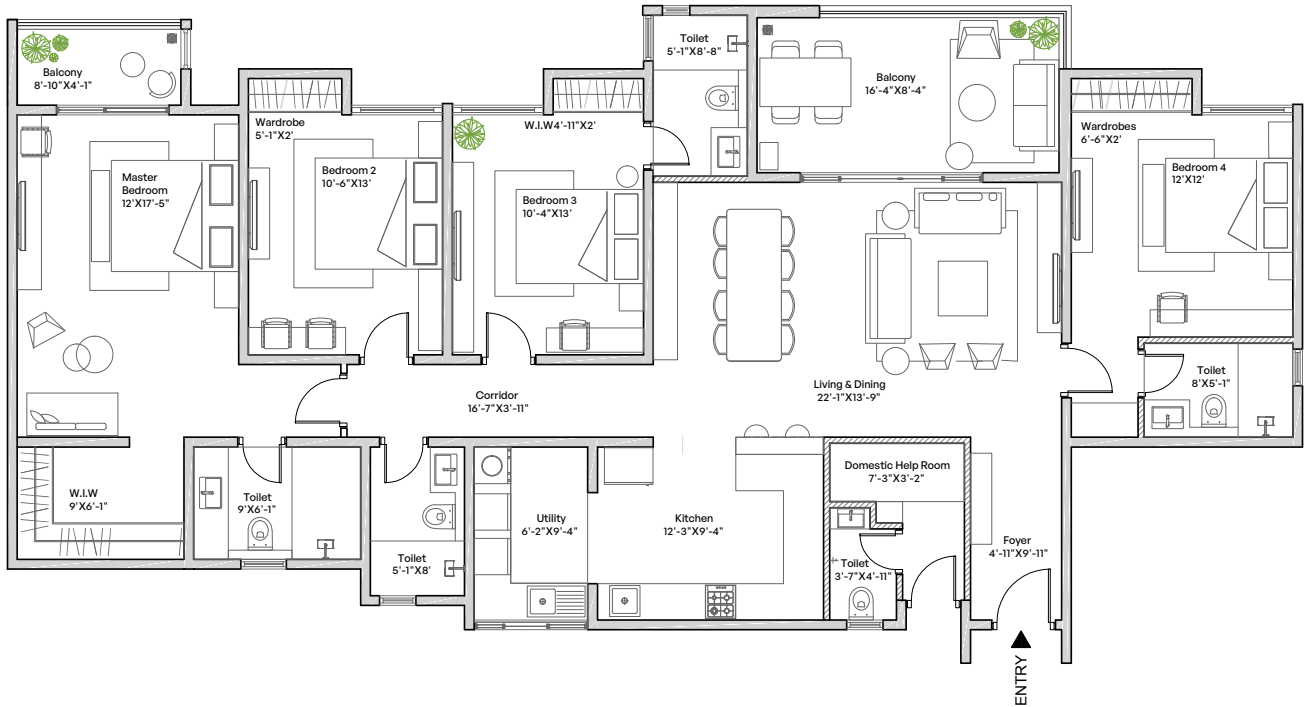 Balcony
8'-10"X4'-1"
Toilet
5'-1"X8'-8"
Balcony
16'-4"X8'-4"
Wardrobe
5'-1"X2'
W.I.W4'-11"X2'
Wardrobes
6'-6"X2'
Master
Bedroom
12'X17'-5"
Bedroom 2
10'-6"X13'
Bedroom 3
10'-4"X13'
Bedroom 4
12'X12'
Corridor
16'-7"X3'-11"
Living & Dining
22'-1"X13'-9"
Toilet
8'X5'-1"
W.I.W
9'X6'-1"
Toilet
9'X6'-1"
Toilet
5'-1"X8'
Utility
6'-2"X9'-4"
Kitchen
12'-3"X9'-4"
Domestic Help Room
7'-3"X3'-2"
Toilet
3'-7"X4'-11"
Foyer
4'-11"X9'-11"
ENTRY